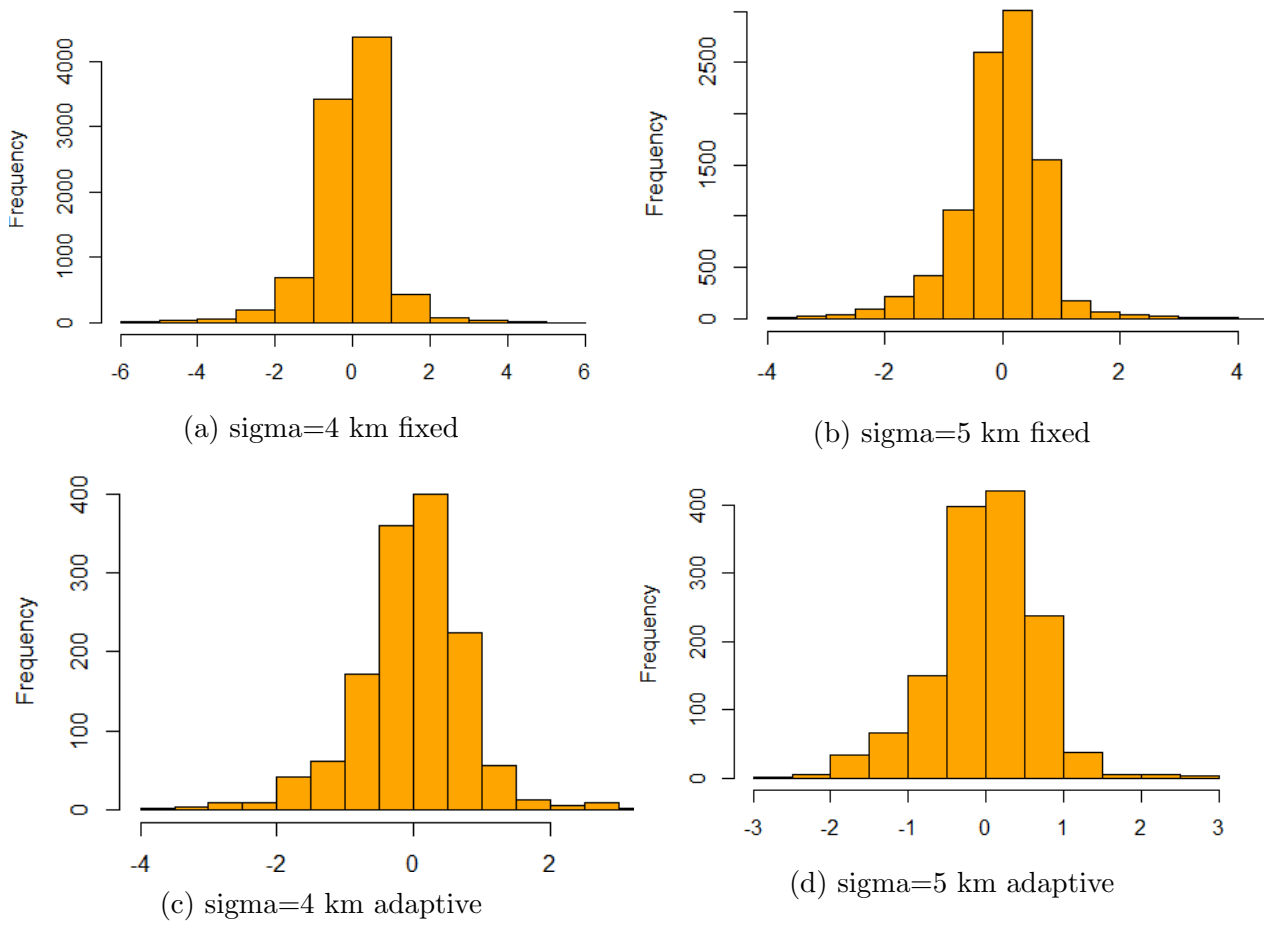 Frequency
4000
3000
2000
1000
0
-6 -4 -2 0 2 4 6
(a) sigma=4 km fixed
Frequency
2500
1500
500
0
-4 -2 0 2 4
(b) sigma=5 km fixed
Frequency
400
300
200
100
0
-4 -2 0 2
(c) sigma=4 km adaptive
Frequency
400
300
200
100
0
-3 -2 -1 0 1 2 3
(d) sigma=5 km adaptive